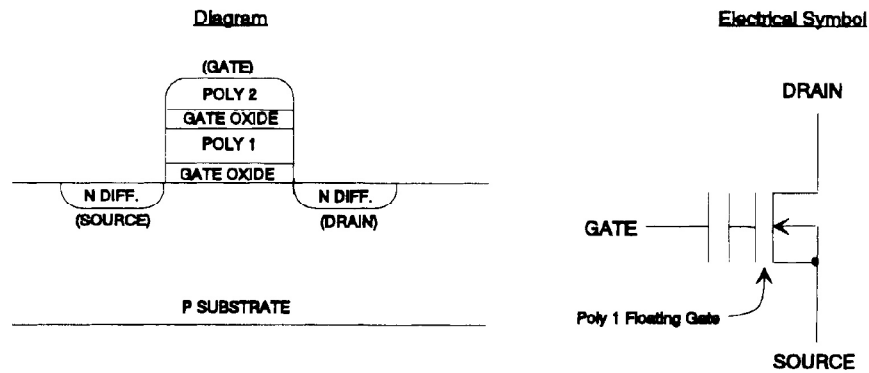 Diagram
(GATE)
POLY 2
GATE OXIDE
POLY 1
GATE OXIDE
N DIFF.
N DIFF.
(SOURCE)
(DRAIN)
P SUBSTRATE
Electrical Symbol
DRAIN
GATE
Poly 1 Floating Gate
SOURCE